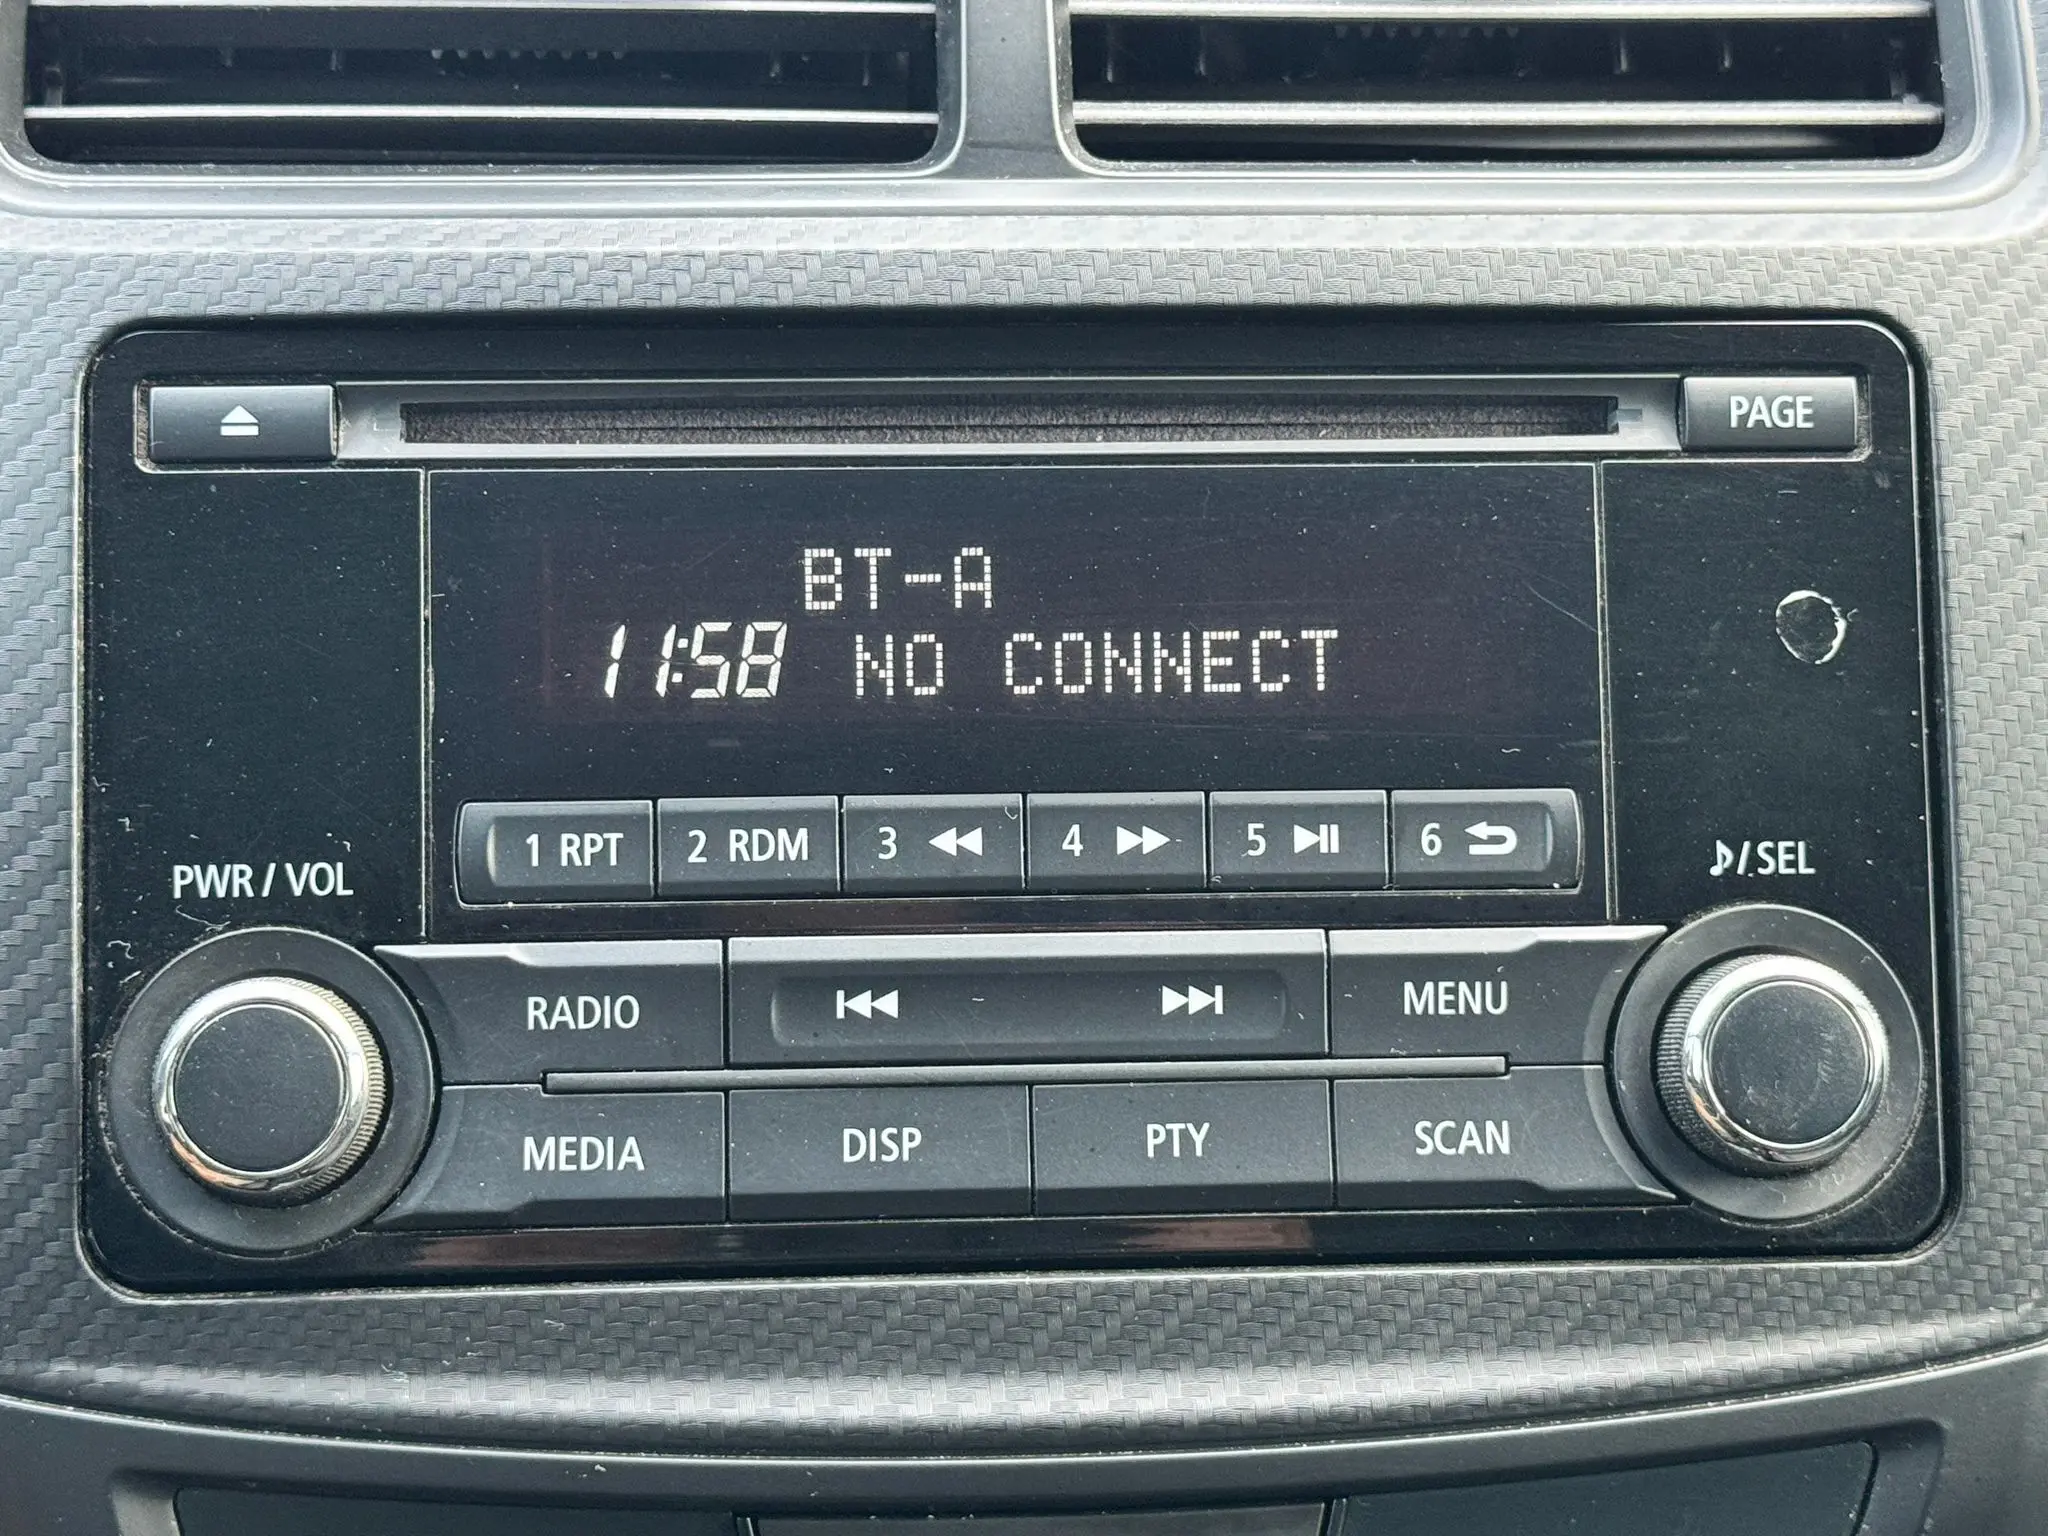 PAGE
BT-A
11:58 NO CONNECT
1 RPT 2 RDM 3 4 5 6
PWR / VOL
♪/SEL
RADIO
MENU
MEDIA DISP PTY SCAN